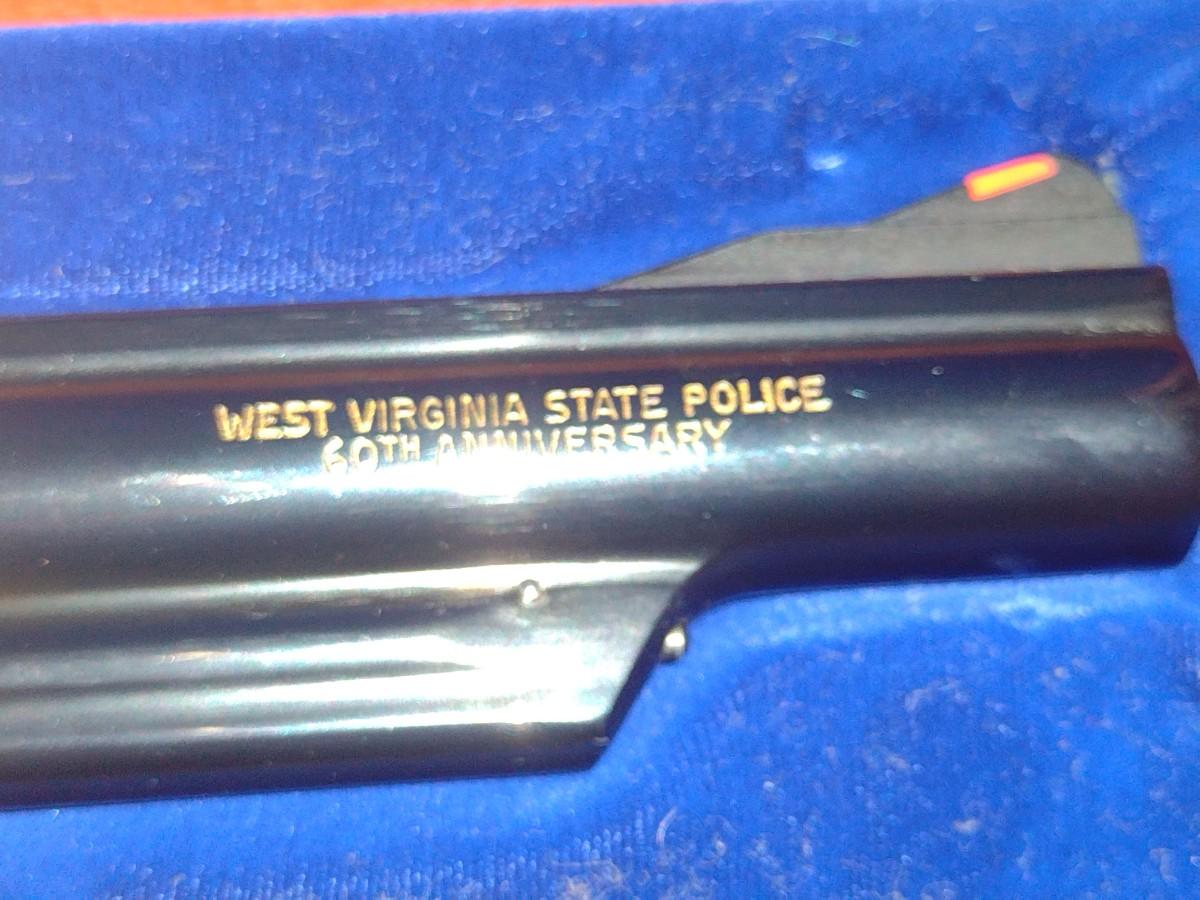 WEST VIRGINIA STATE POLICE
60TH ANNIVERSARY